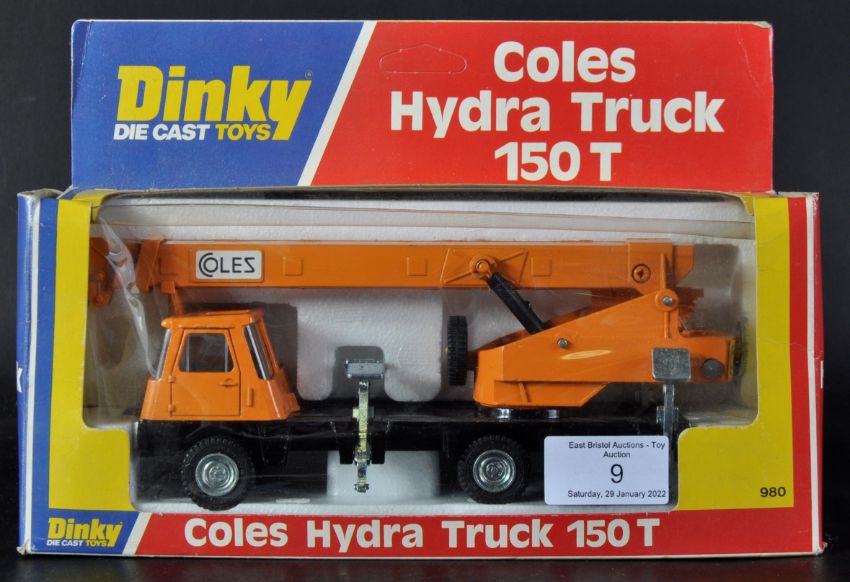 Dinky
DIE CAST TOYS
Coles
Hydra Truck
150 T
COLES
East Bristol Auctions - Toy
Auction
9
Saturday, 29 January 2022
980
Dinky
DIE CAST TOYS
Coles Hydra Truck 150 T